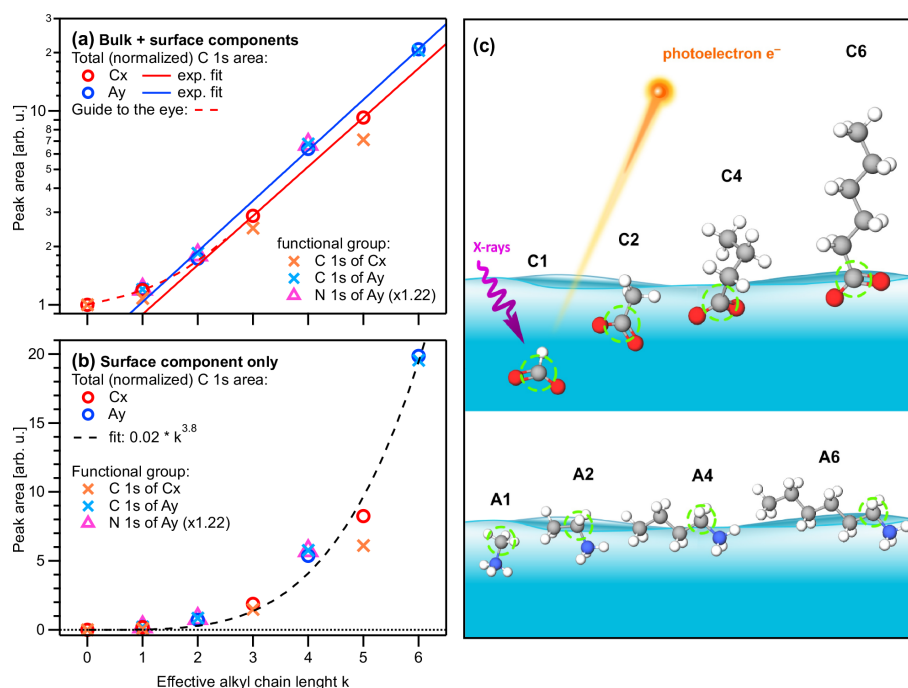 (a) Bulk + surface components
Total (normalized) C 1s area:
Cx — exp. fit
Ay — exp. fit
Guide to the eye:
functional group:
C 1s of Cx
C 1s of Ay
N 1s of Ay (x1.22)
Peak area [arb. u.]
2
10
7
6
5
4
3
2
1
(b) Surface component only
Total (normalized) C 1s area:
Cx
Ay
fit: 0.02 * k^3.8
Functional group:
C 1s of Cx
C 1s of Ay
N 1s of Ay (x1.22)
Peak area [arb. u.]
20
15
10
5
0
0 1 2 3 4 5 6
Effective alkyl chain lenght k
(c)
photoelectron e⁻
X-rays
C1
C2
C4
C6
A1
A2
A4
A6